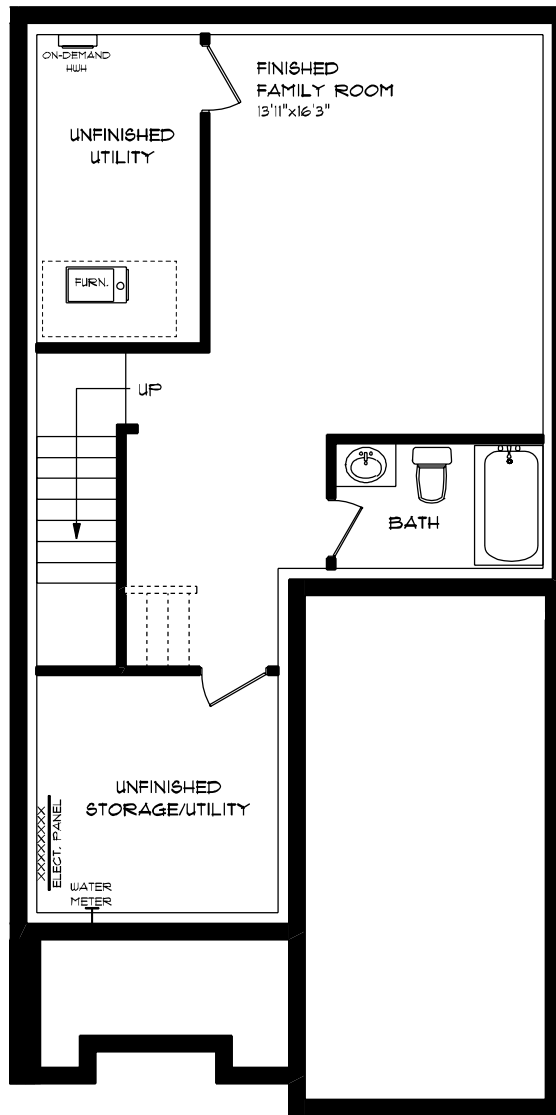 ON-DEMAND
HWH
FINISHED
FAMILY ROOM
13'11"x16'3"
UNFINISHED
UTILITY
FURN.
UP
BATH
UNFINISHED
STORAGE/UTILITY
XXXXXXXX
ELECT. PANEL
WATER
METER